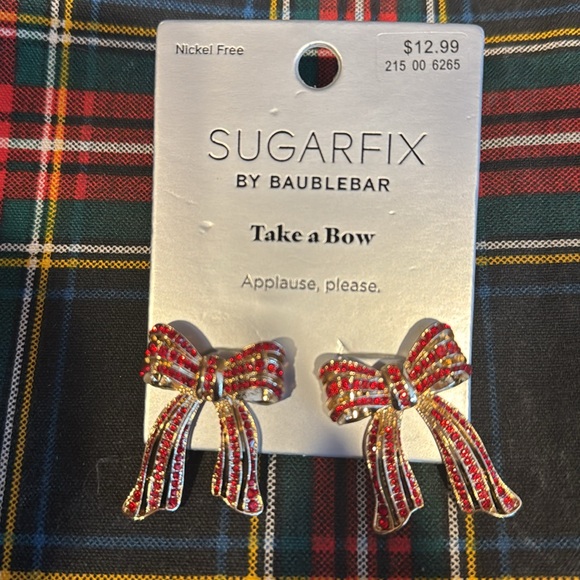 Nickel Free
$12.99
215 00 6265
SUGARFIX
BY BAUBLEBAR
Take a Bow
Applause, please.